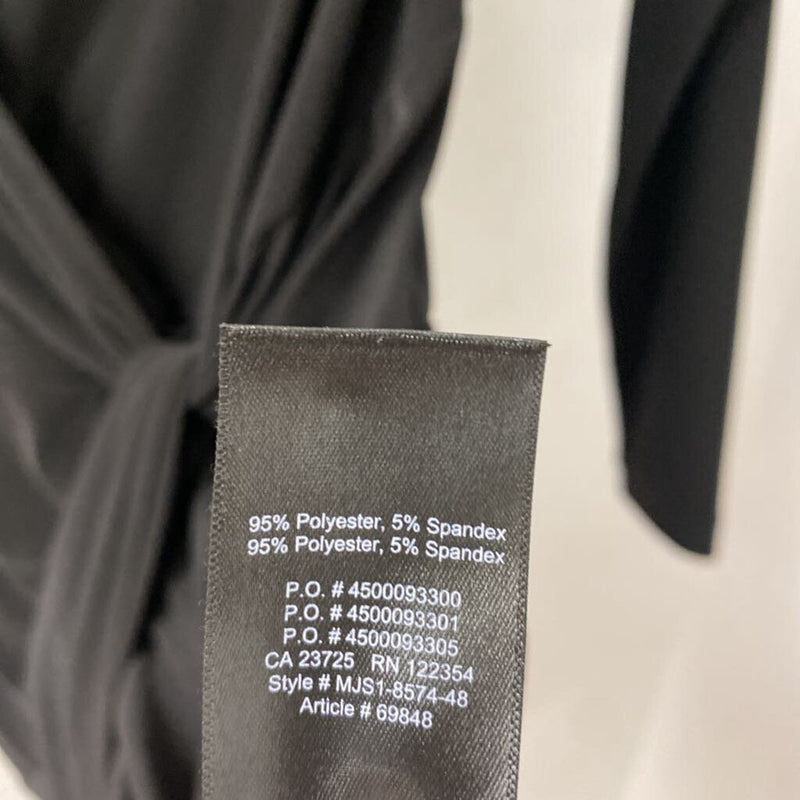 95% Polyester, 5% Spandex
95% Polyester, 5% Spandex
P.O. # 4500093300
P.O. # 4500093301
P.O. # 4500093305
CA 23725 RN 122354
Style # MJS1-8574-48
Article # 69848